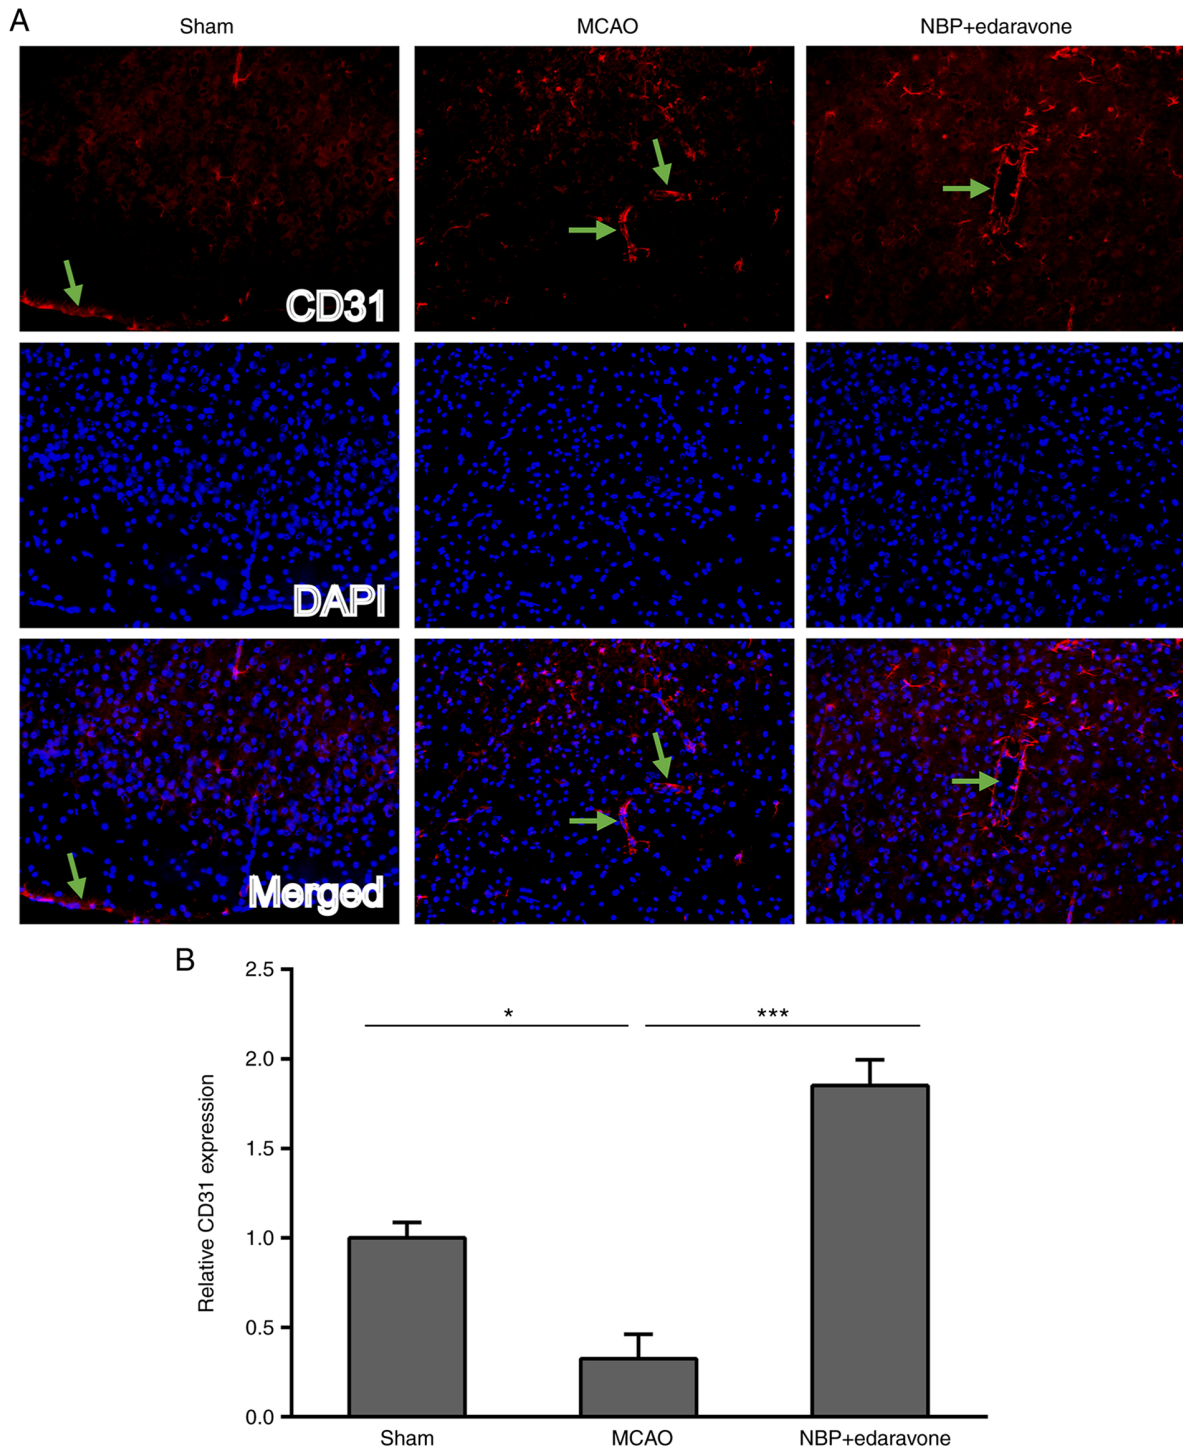 A
Sham MCAO NBP+edaravone
CD31
DAPI
Merged
B
Relative CD31 expression
2.5
2.0
1.5
1.0
0.5
0.0
* ***
Sham MCAO NBP+edaravone